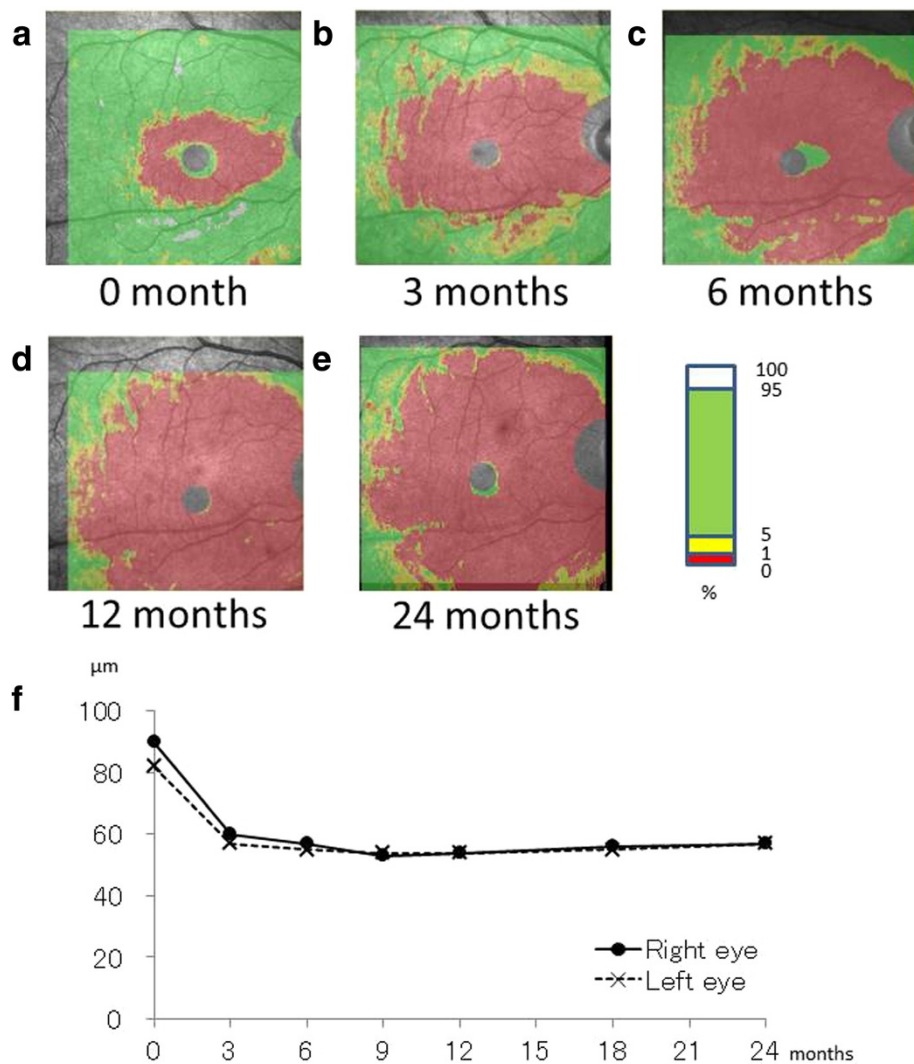 a
b
c
0 month
3 months
6 months
d
e
100
95
5
1
0
%
12 months
24 months
f
μm
100
80
60
40
20
0
Right eye
Left eye
0 3 6 9 12 15 18 21 24 months